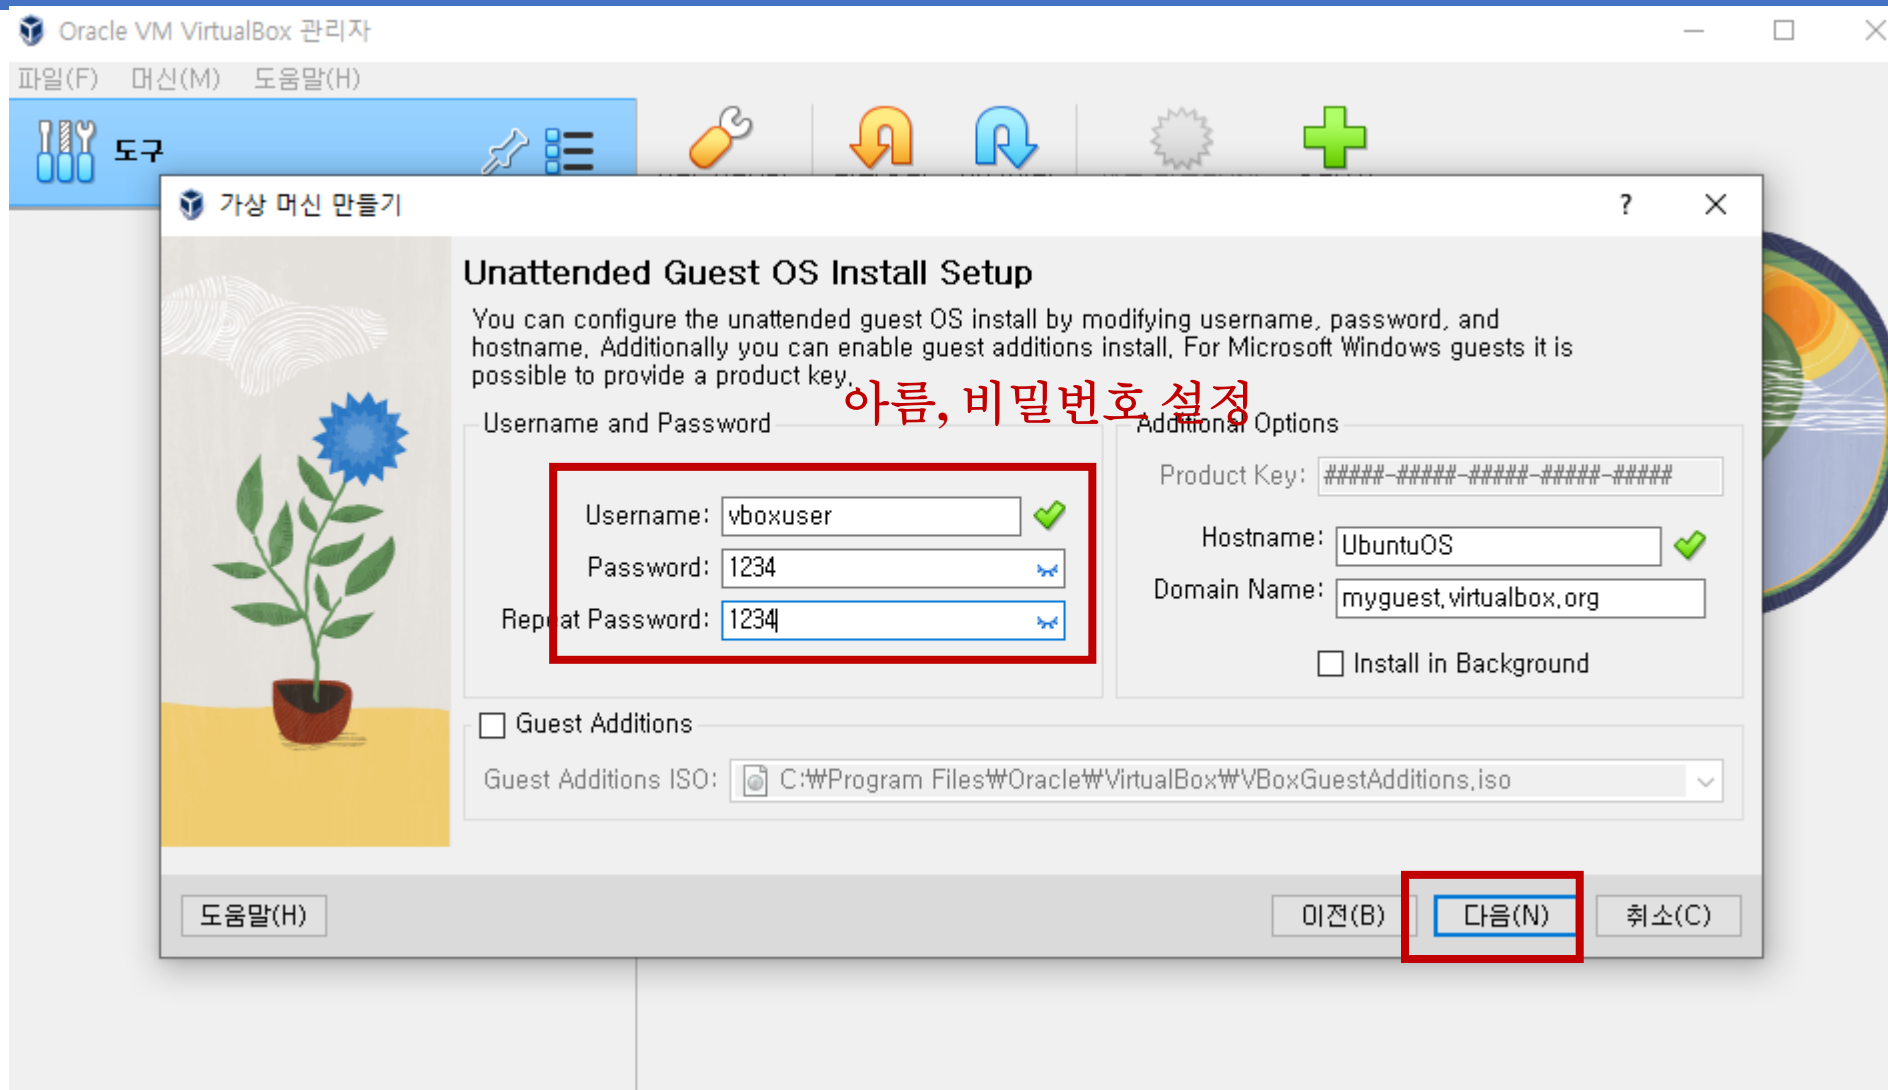 Oracle VM VirtualBox 관리자
파일(F) 머신(M) 도움말(H)
도구
가상 머신 만들기
Unattended Guest OS Install Setup
You can configure the unattended guest OS install by modifying username, password, and
hostname. Additionally you can enable guest additions install. For Microsoft Windows guests it is
possible to provide a product key.
아름, 비밀번호 설정
Username and Password
Additional Options
Product Key: #####-#####-#####-#####-#####
Username: vboxuser
Hostname: UbuntuOS
Password: 1234
Domain Name: myguest.virtualbox.org
Repeat Password: 1234
Install in Background
Guest Additions
Guest Additions ISO: C:₩Program Files₩Oracle₩VirtualBox₩VBoxGuestAdditions.iso
도움말(H) 이전(B) 다음(N) 취소(C)